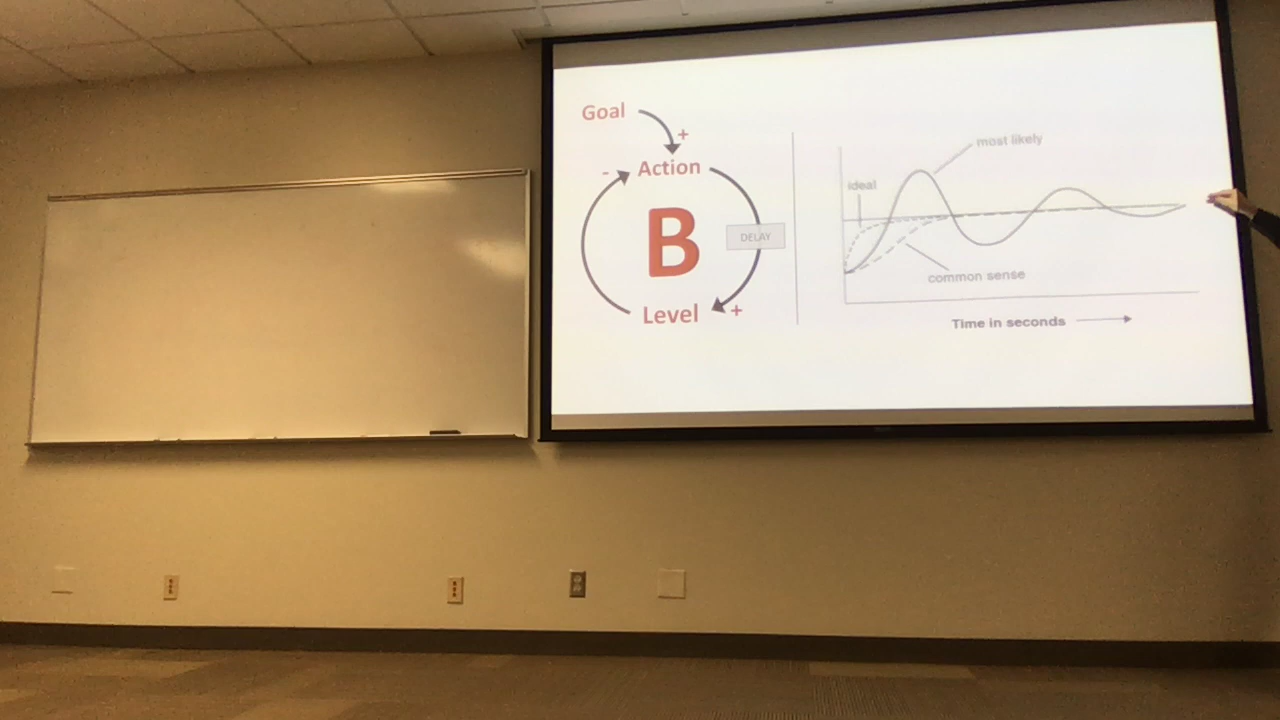 Goal
+
- Action
B
DELAY
Level +
most likely
ideal
common sense
Time in seconds